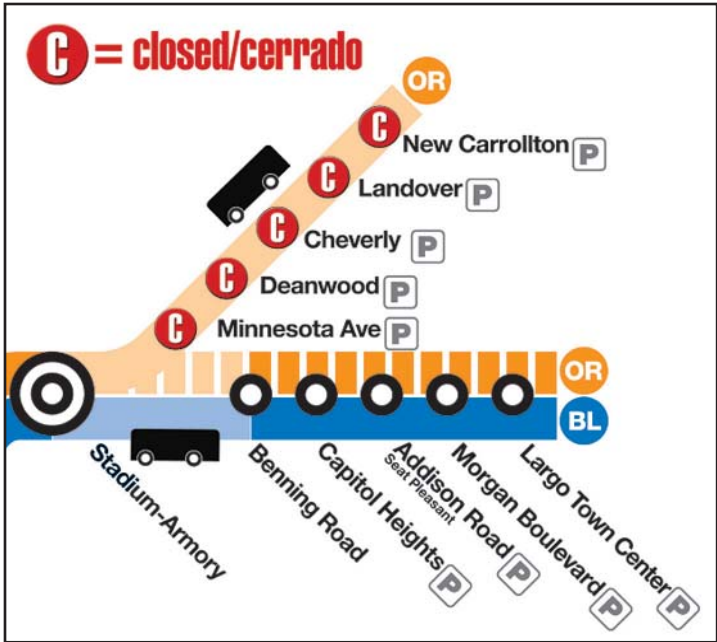 C = closed/cerrado
OR
C New Carrollton P
C Landover P
C Cheverly P
C Deanwood P
C Minnesota Ave P
OR
BL
Stadium-Armory
Benning Road
Capitol Heights P
Addison Road P
Seat Pleasant
Morgan Boulevard P
Largo Town Center P